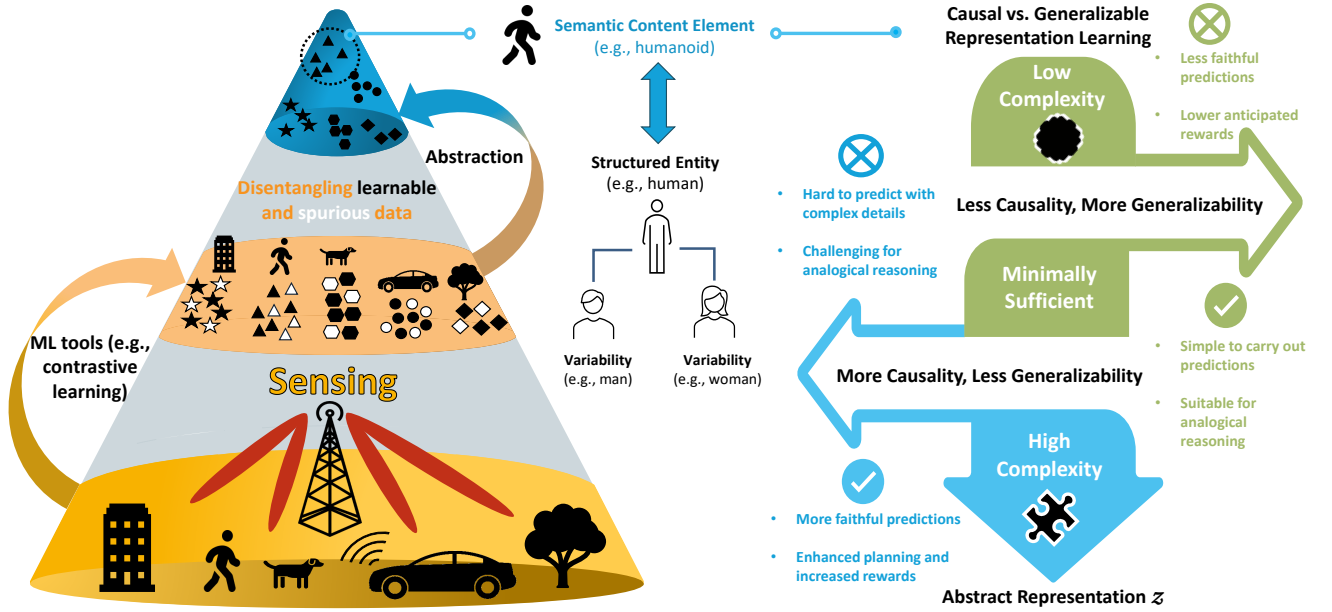 Semantic Content Element
(e.g., humanoid)
Abstraction
Disentangling learnable
and spurious data
ML tools (e.g.,
contrastive
learning)
Sensing
Structured Entity
(e.g., human)
Variability
(e.g., man)
Variability
(e.g., woman)
Causal vs. Generalizable
Representation Learning
Low
Complexity
• Less faithful
predictions
• Lower anticipated
rewards
• Hard to predict with
complex details
• Challenging for
analogical reasoning
Less Causality, More Generalizability
Minimally
Sufficient
• Simple to carry out
predictions
• Suitable for
analogical
reasoning
More Causality, Less Generalizability
High
Complexity
• More faithful predictions
• Enhanced planning and
increased rewards
Abstract Representation z